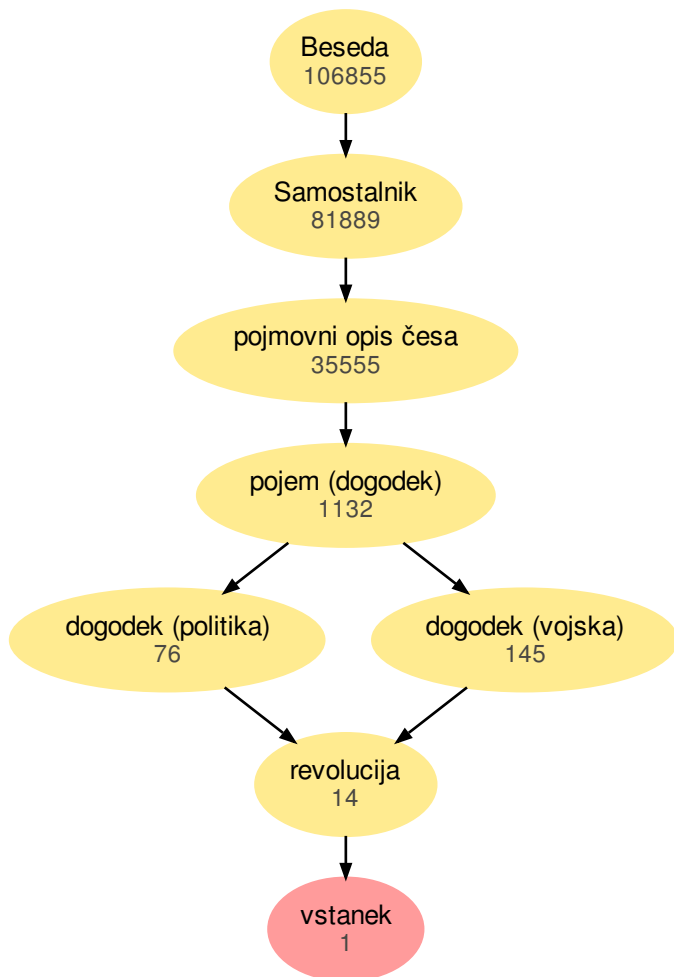 Beseda
106855
Samostalnik
81889
pojmovni opis česa
35555
pojem (dogodek)
1132
dogodek (politika)
76
dogodek (vojska)
145
revolucija
14
vstanek
1